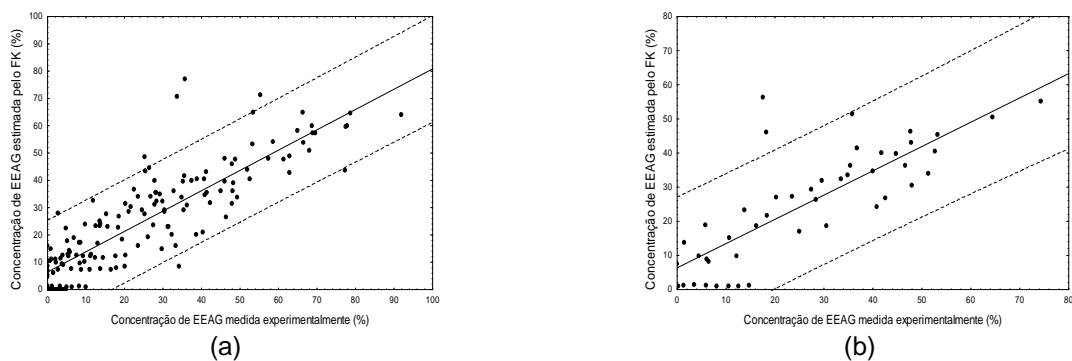 Concentração de EEAG estimada pelo FK (%)
100
90
80
70
60
50
40
30
20
10
0
0 10 20 30 40 50 60 70 80 90 100
Concentração de EEAG medida experimentalmente (%)
(a)
Concentração de EEAG estimada pelo FK (%)
80
70
60
50
40
30
20
10
0
0 10 20 30 40 50 60 70 80
Concentração de EEAG medida experimentalmente (%)
(b)